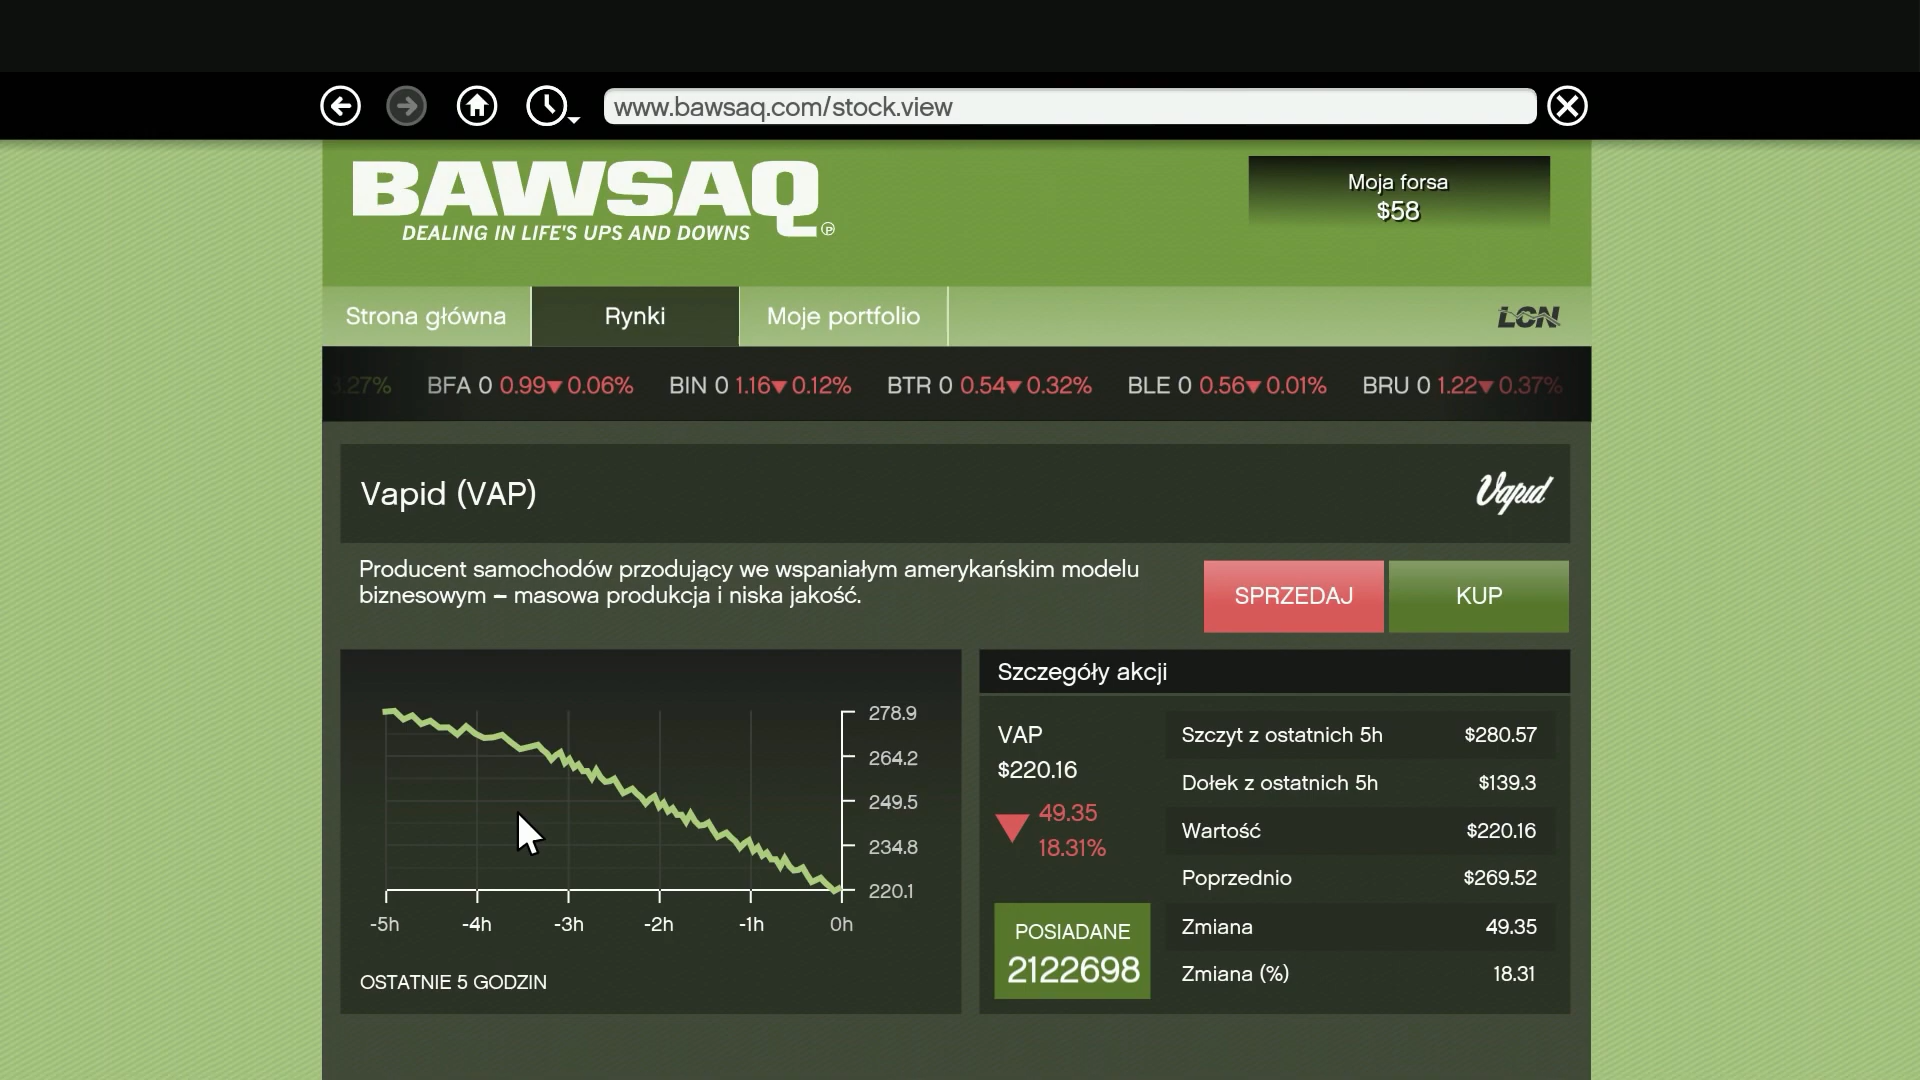 www.bawsaq.com/stock.view
BAWSAQ
DEALING IN LIFE'S UPS AND DOWNS
Moja forsa
$58
Strona główna
Rynki
Moje portfolio
LCN
3.27% BFA 0 0.99▼0.06% BIN 0 1.16▼0.12% BTR 0 0.54▼0.32% BLE 0 0.56▼0.01% BRU 0 1.22▼0.37%
Vapid (VAP)
Vapid
Producent samochodów przodujący we wspaniałym amerykańskim modelu
biznesowym – masowa produkcja i niska jakość.
SPRZEDAJ
KUP
278.9
264.2
249.5
234.8
220.1
-5h -4h -3h -2h -1h 0h
OSTATNIE 5 GODZIN
Szczegóły akcji
VAP
$220.16
49.35
18.31%
POSIADANE
2122698
Szczyt z ostatnich 5h $280.57
Dołek z ostatnich 5h $139.3
Wartość $220.16
Poprzednio $269.52
Zmiana 49.35
Zmiana (%) 18.31